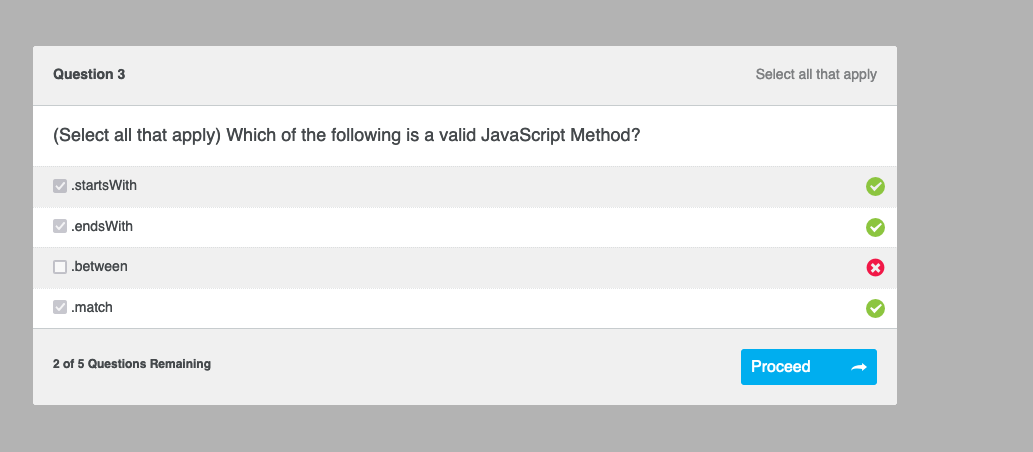 Question 3
Select all that apply
(Select all that apply) Which of the following is a valid JavaScript Method?
.startsWith
.endsWith
.between
.match
2 of 5 Questions Remaining
Proceed